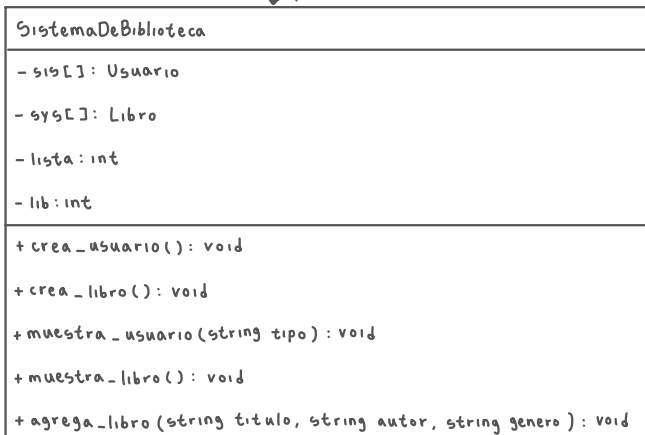 SistemaDeBiblioteca
- sis[]: Usuario
- sys[]: Libro
- lista: int
- lib: int
+ crea_usuario(): void
+ crea_libro(): void
+ muestra_usuario(string tipo): void
+ muestra_libro(): void
+ agrega_libro(string titulo, string autor, string genero): void